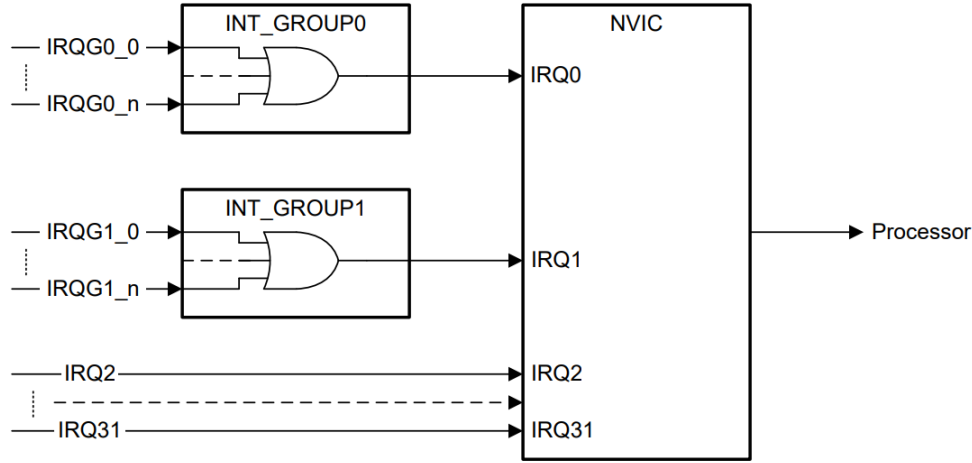 INT_GROUP0
NVIC
IRQG0_0
IRQ0
IRQG0_n
INT_GROUP1
IRQG1_0
Processor
IRQ1
IRQG1_n
IRQ2
IRQ2
IRQ31
IRQ31